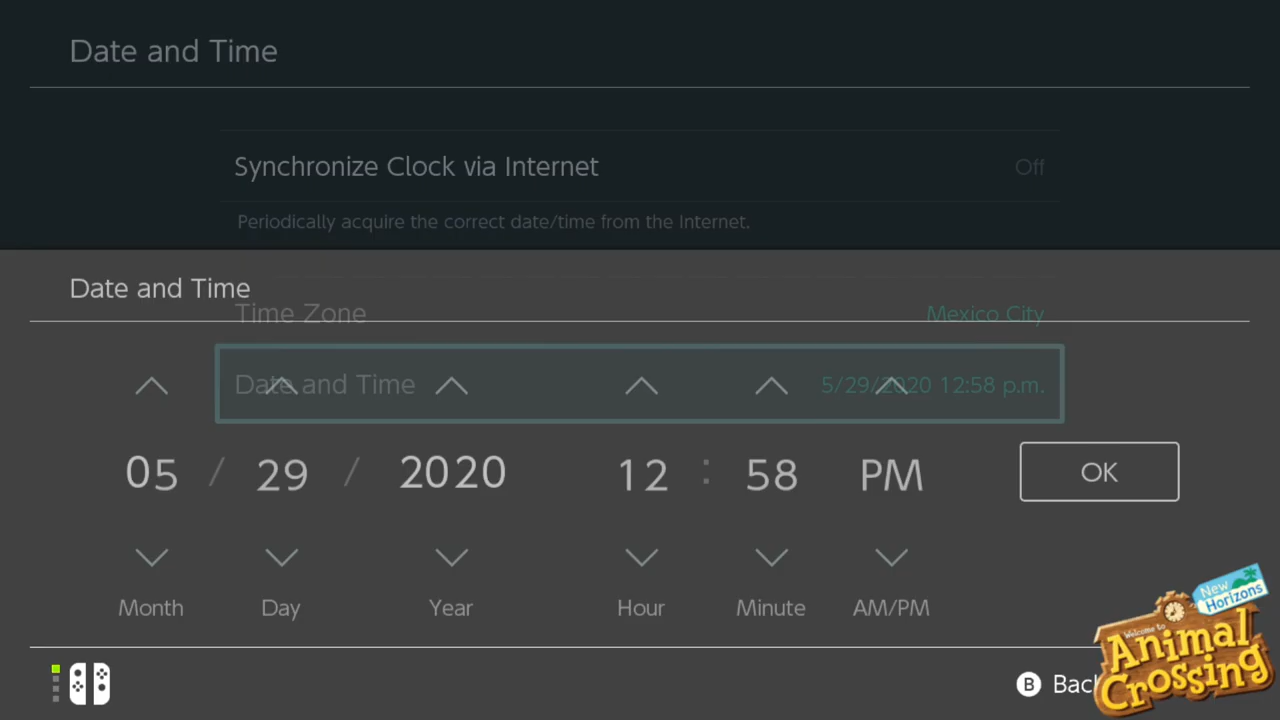 Date and Time
Synchronize Clock via Internet Off
Periodically acquire the correct date/time from the Internet.
Date and Time
Time Zone Mexico City
Date and Time 5/29/2020 12:58 p.m.
05 / 29 / 2020 12 : 58 PM OK
Month Day Year Hour Minute AM/PM
B Back
New
Horizons
Welcome to
Animal
Crossing